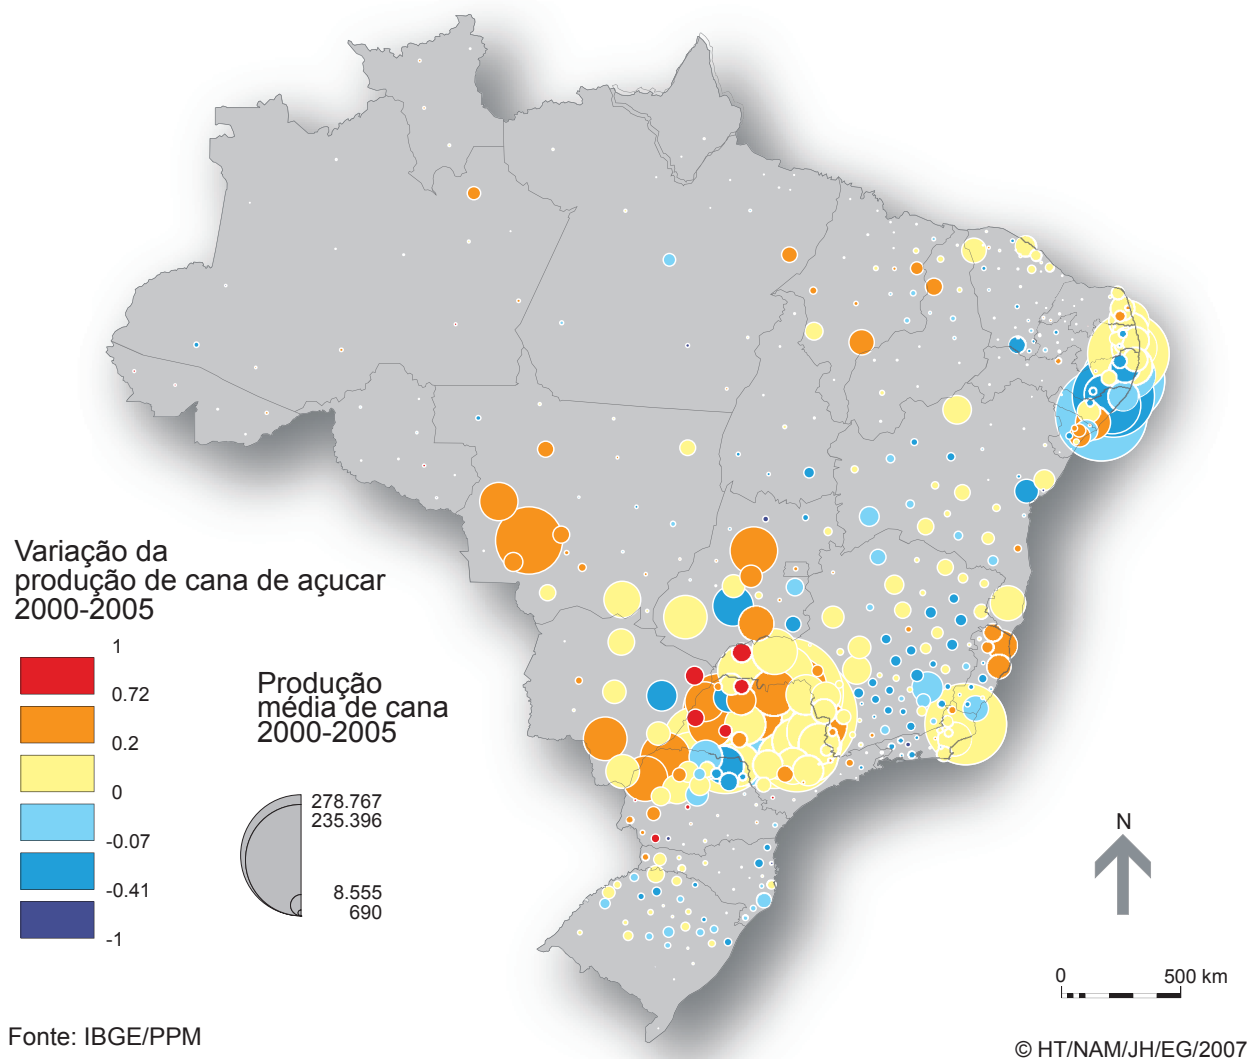 Variação da
produção de cana de açucar
2000-2005
1
0.72
0.2
0
-0.07
-0.41
-1
Produção
média de cana
2000-2005
278.767
235.396
8.555
690
N
0 500 km
Fonte: IBGE/PPM
© HT/NAM/JH/EG/2007